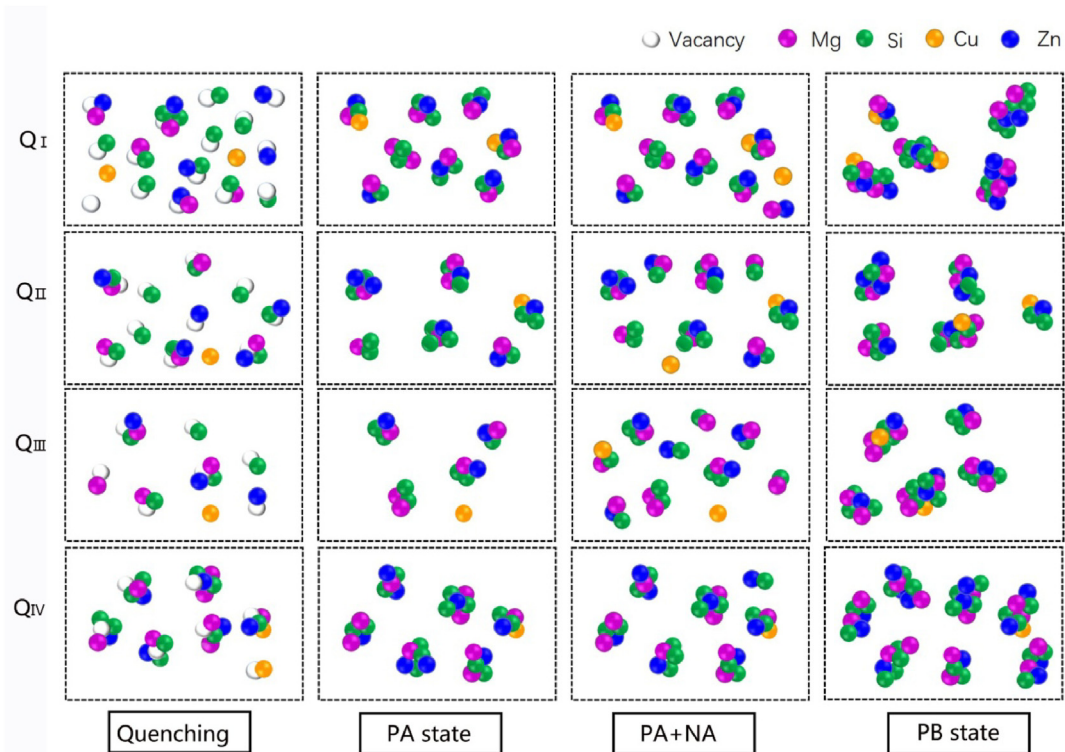 Vacancy Mg Si Cu Zn
QI
QII
QIII
QIV
Quenching PA state PA+NA PB state